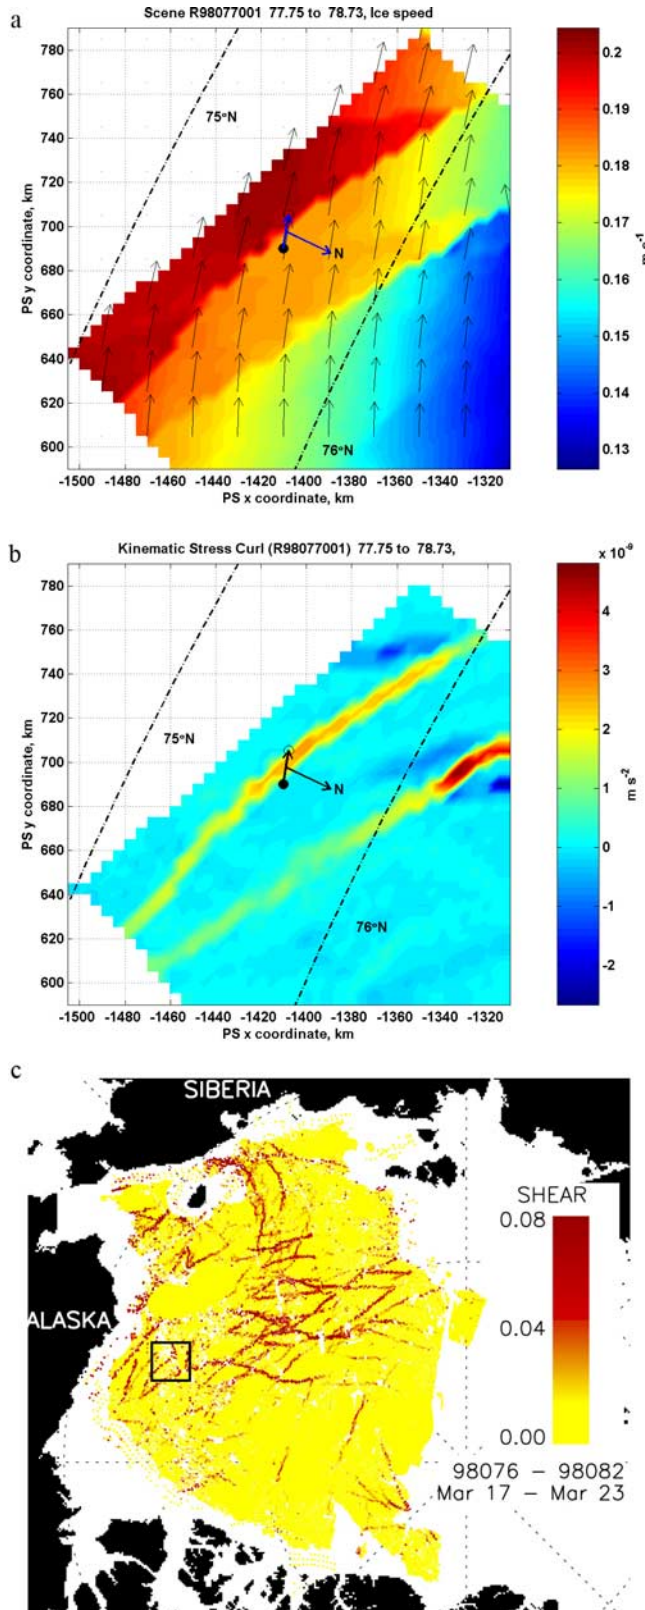 a
Scene R98077001 77.75 to 78.73, Ice speed
790
780
760
740
720
700
680
660
640
620
600
PS y coordinate, km
75°N
N
76°N
-1500 -1480 -1460 -1440 -1420 -1400 -1380 -1360 -1340 -1320
PS x coordinate, km
0.2
0.19
0.18
0.17
0.16
0.15
0.14
0.13
m s-1
b
Kinematic Stress Curl (R98077001) 77.75 to 78.73,
x 10-9
790
780
760
740
720
700
680
660
640
620
600
PS y coordinate, km
75°N
N
76°N
-1500 -1480 -1460 -1440 -1420 -1400 -1380 -1360 -1340 -1320
PS x coordinate, km
4
3
2
1
0
-1
-2
m s-2
c
SIBERIA
ALASKA
SHEAR
0.08
0.04
0.00
98076 – 98082
Mar 17 – Mar 23